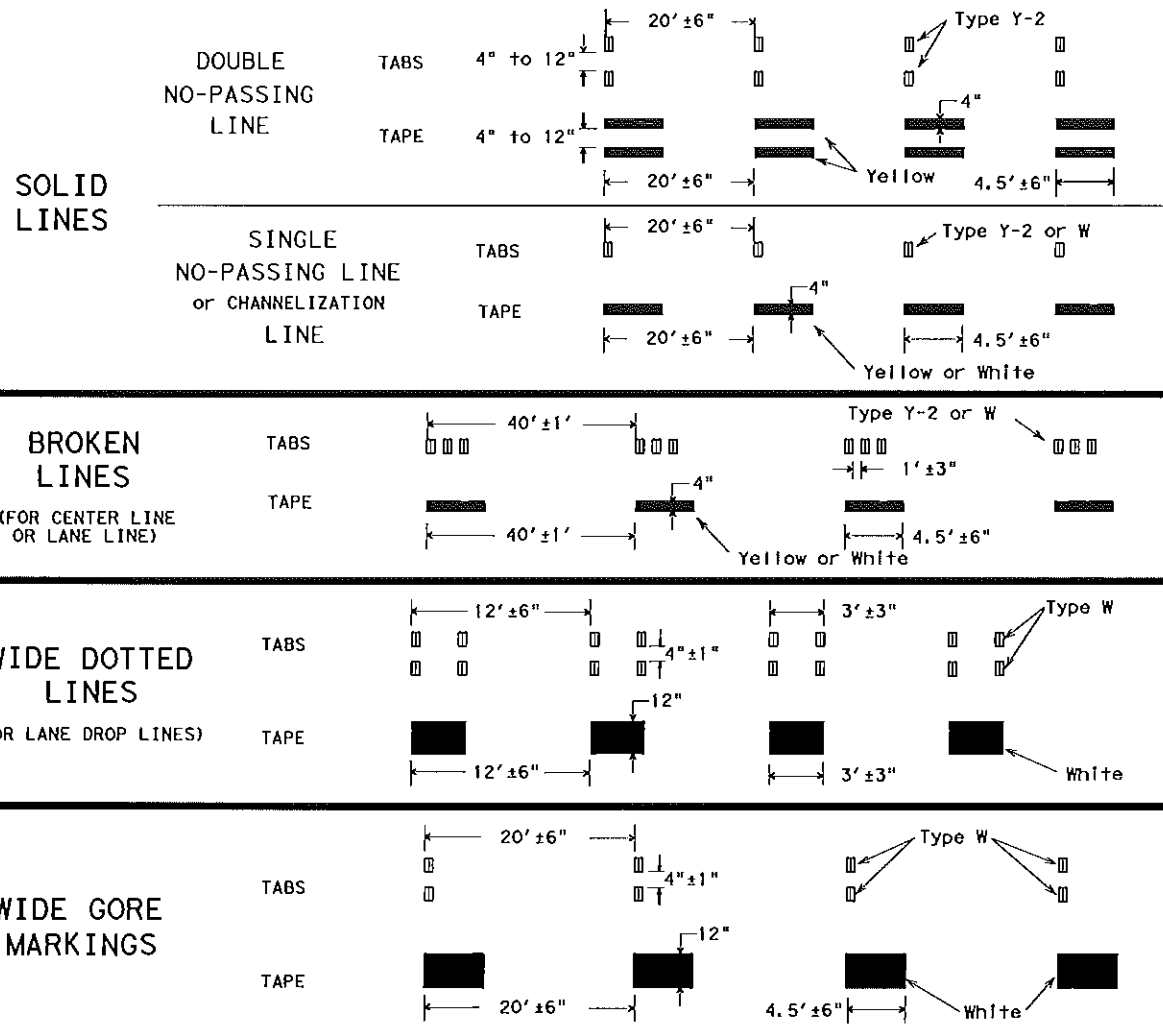 SOLID
LINES
DOUBLE
NO-PASSING
LINE
TABS
4" to 12"
20'±6"
Type Y-2
TAPE
4" to 12"
4"
Yellow
20'±6"
4.5'±6"
SINGLE
NO-PASSING LINE
or CHANNELIZATION
LINE
TABS
20'±6"
Type Y-2 or W
TAPE
4"
20'±6"
4.5'±6"
Yellow or White
BROKEN
LINES
(FOR CENTER LINE
OR LANE LINE)
TABS
40'±1'
Type Y-2 or W
1'±3"
TAPE
4"
40'±1'
4.5'±6"
Yellow or White
WIDE DOTTED
LINES
OR LANE DROP LINES)
TABS
12'±6"
3'±3"
Type W
4"±1"
TAPE
12"
12'±6"
3'±3"
White
WIDE GORE
MARKINGS
TABS
20'±6"
Type W
4"±1"
TAPE
12"
20'±6"
4.5'±6"
White